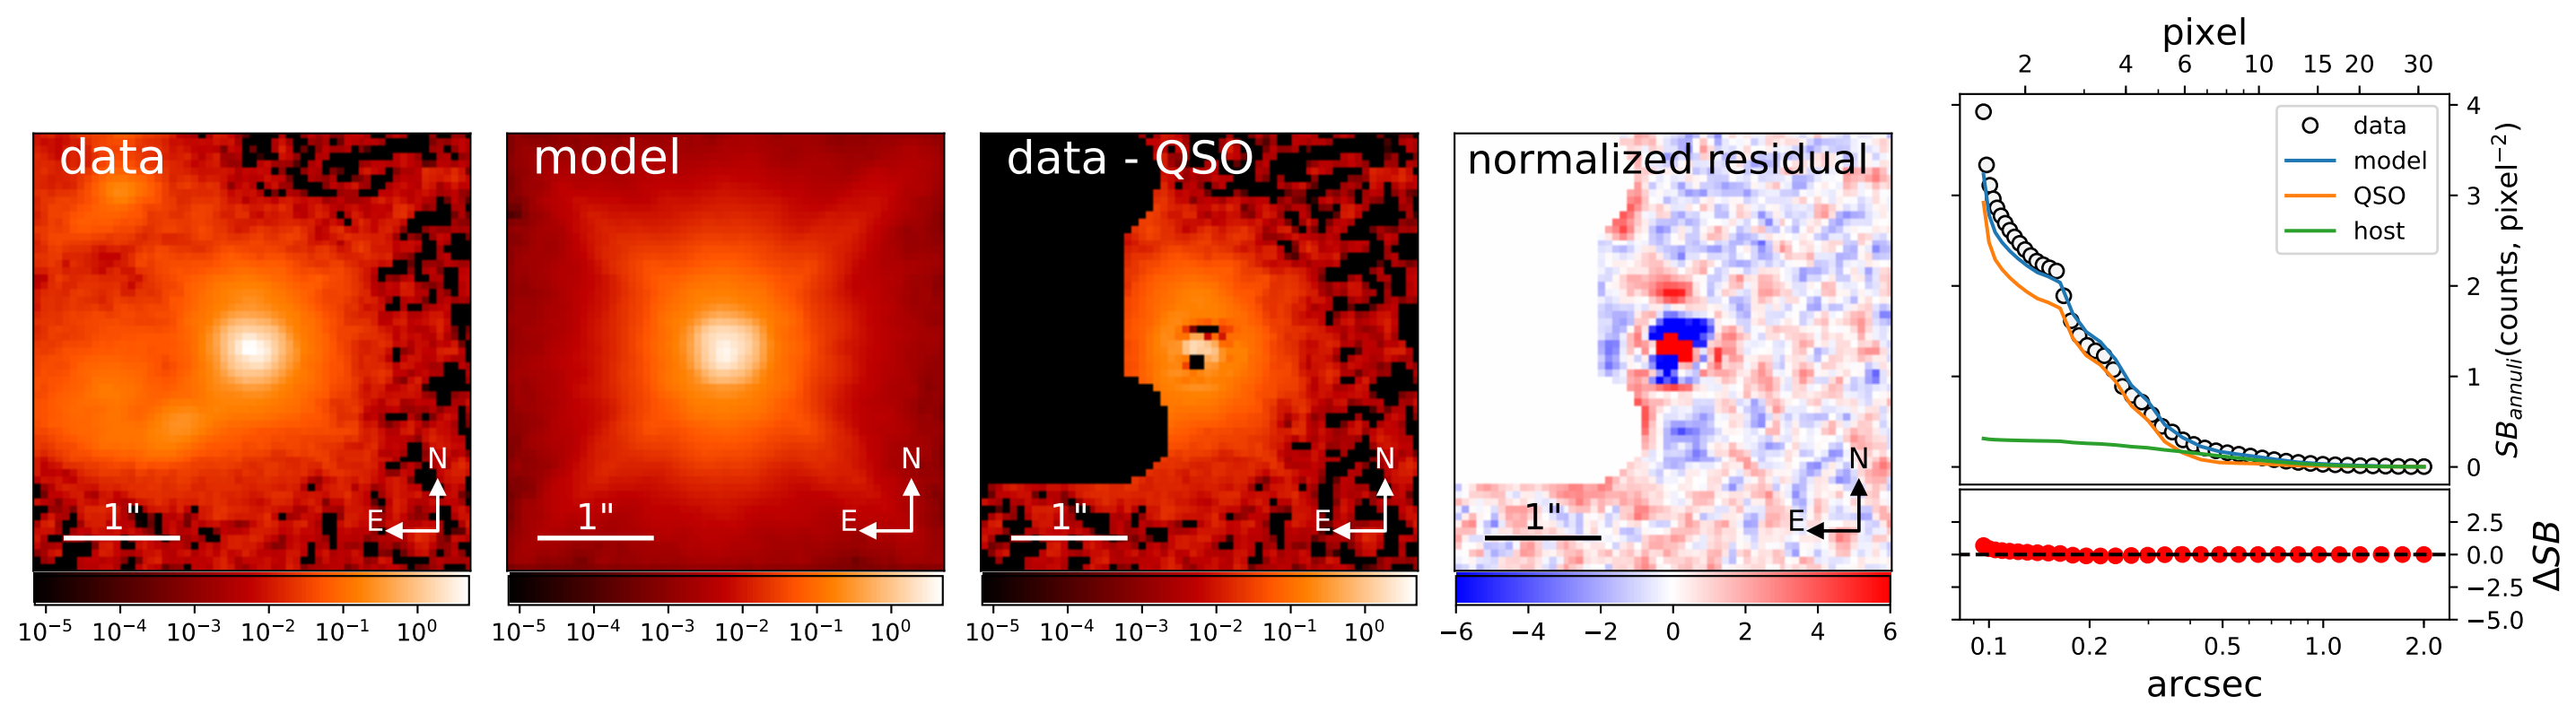 data
N
E
1"
10⁻⁵ 10⁻⁴ 10⁻³ 10⁻² 10⁻¹ 10⁰
model
N
E
1"
10⁻⁵ 10⁻⁴ 10⁻³ 10⁻² 10⁻¹ 10⁰
data - QSO
N
E
1"
10⁻⁵ 10⁻⁴ 10⁻³ 10⁻² 10⁻¹ 10⁰
normalized residual
N
E
1"
−6 −4 −2 0 2 4 6
pixel
2 4 6 10 15 20 30
data
model
QSO
host
4
3
2
1
0
SB_annuli(counts, pixel⁻²)
2.5
0.0
−2.5
−5.0
ΔSB
0.1 0.2 0.5 1.0 2.0
arcsec